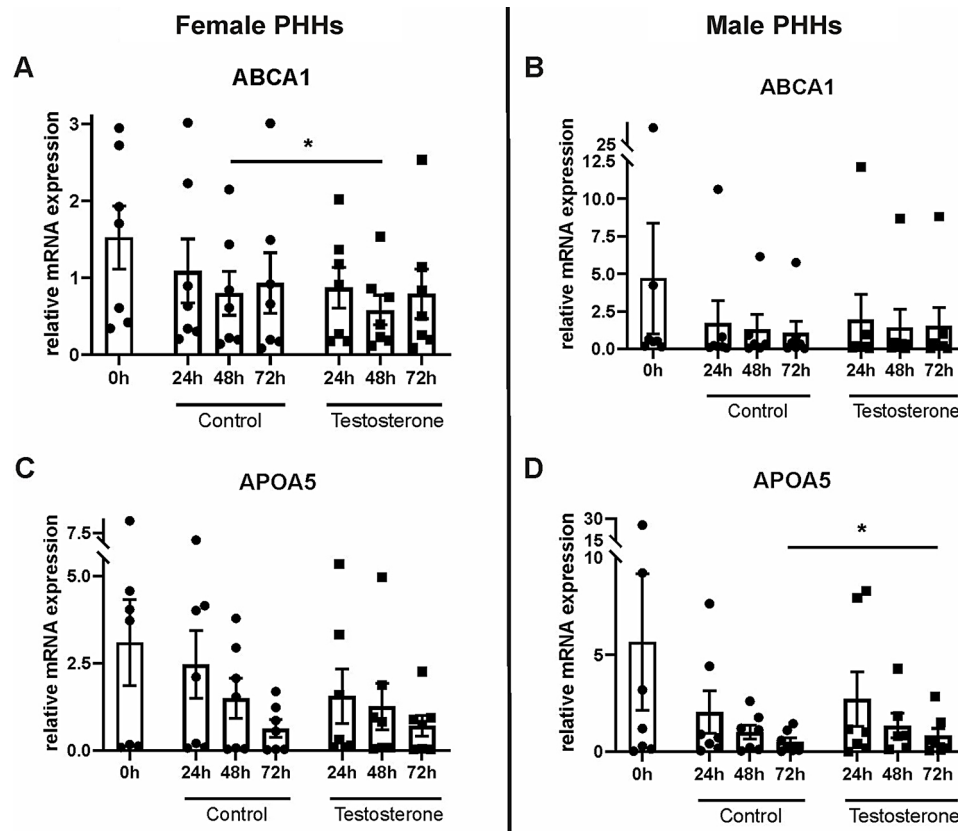 Female PHHs
Male PHHs
A
ABCA1
relative mRNA expression
3
2
1
0
*
0h
24h 48h 72h
24h 48h 72h
Control
Testosterone
B
ABCA1
relative mRNA expression
25
12.5
10.0
7.5
5.0
2.5
0.0
0h
24h 48h 72h
24h 48h 72h
Control
Testosterone
C
APOA5
relative mRNA expression
7.5
5.0
2.5
0.0
0h
24h 48h 72h
24h 48h 72h
Control
Testosterone
D
APOA5
relative mRNA expression
30
15
10
5
0
*
0h
24h 48h 72h
24h 48h 72h
Control
Testosterone